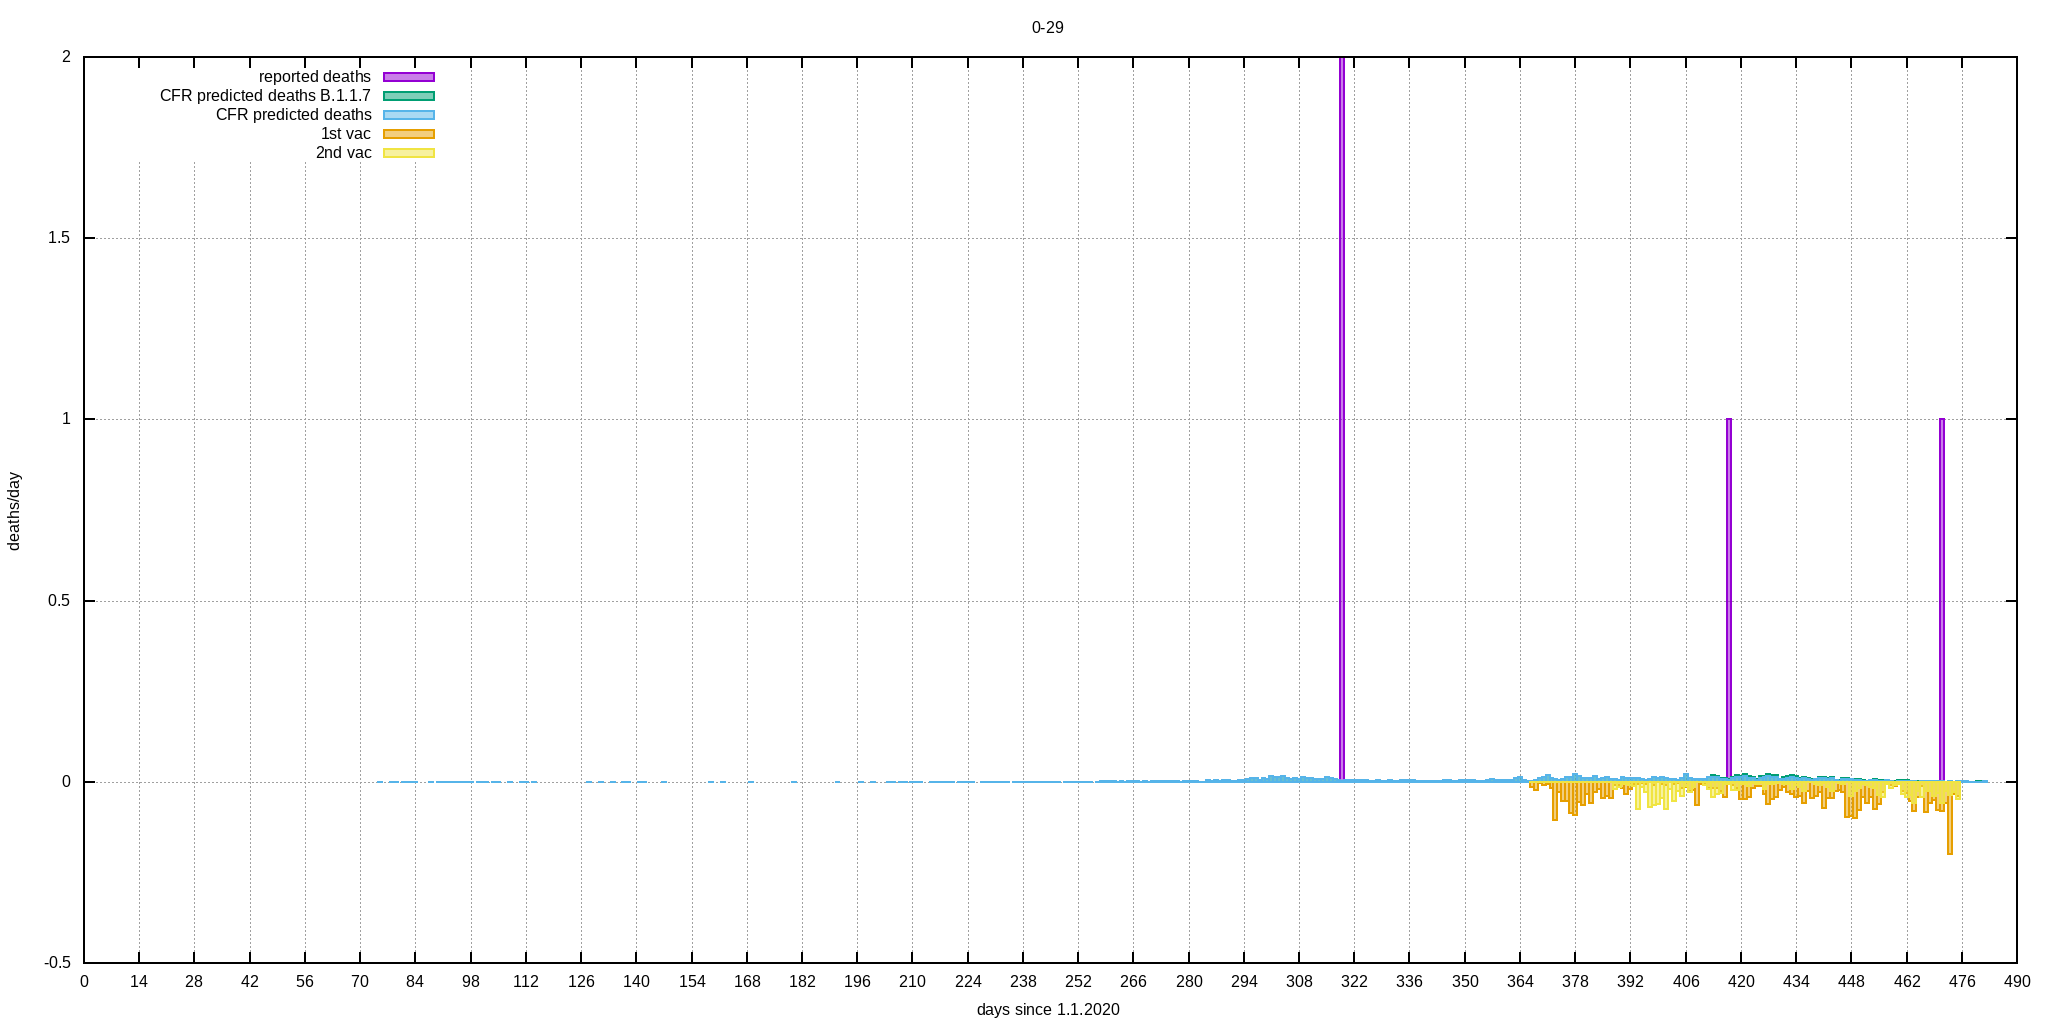 0-29
reported deaths
CFR predicted deaths B.1.1.7
CFR predicted deaths
1st vac
2nd vac
2
1.5
1
0.5
0
-0.5
deaths/day
0 14 28 42 56 70 84 98 112 126 140 154 168 182 196 210 224 238 252 266 280 294 308 322 336 350 364 378 392 406 420 434 448 462 476 490
days since 1.1.2020